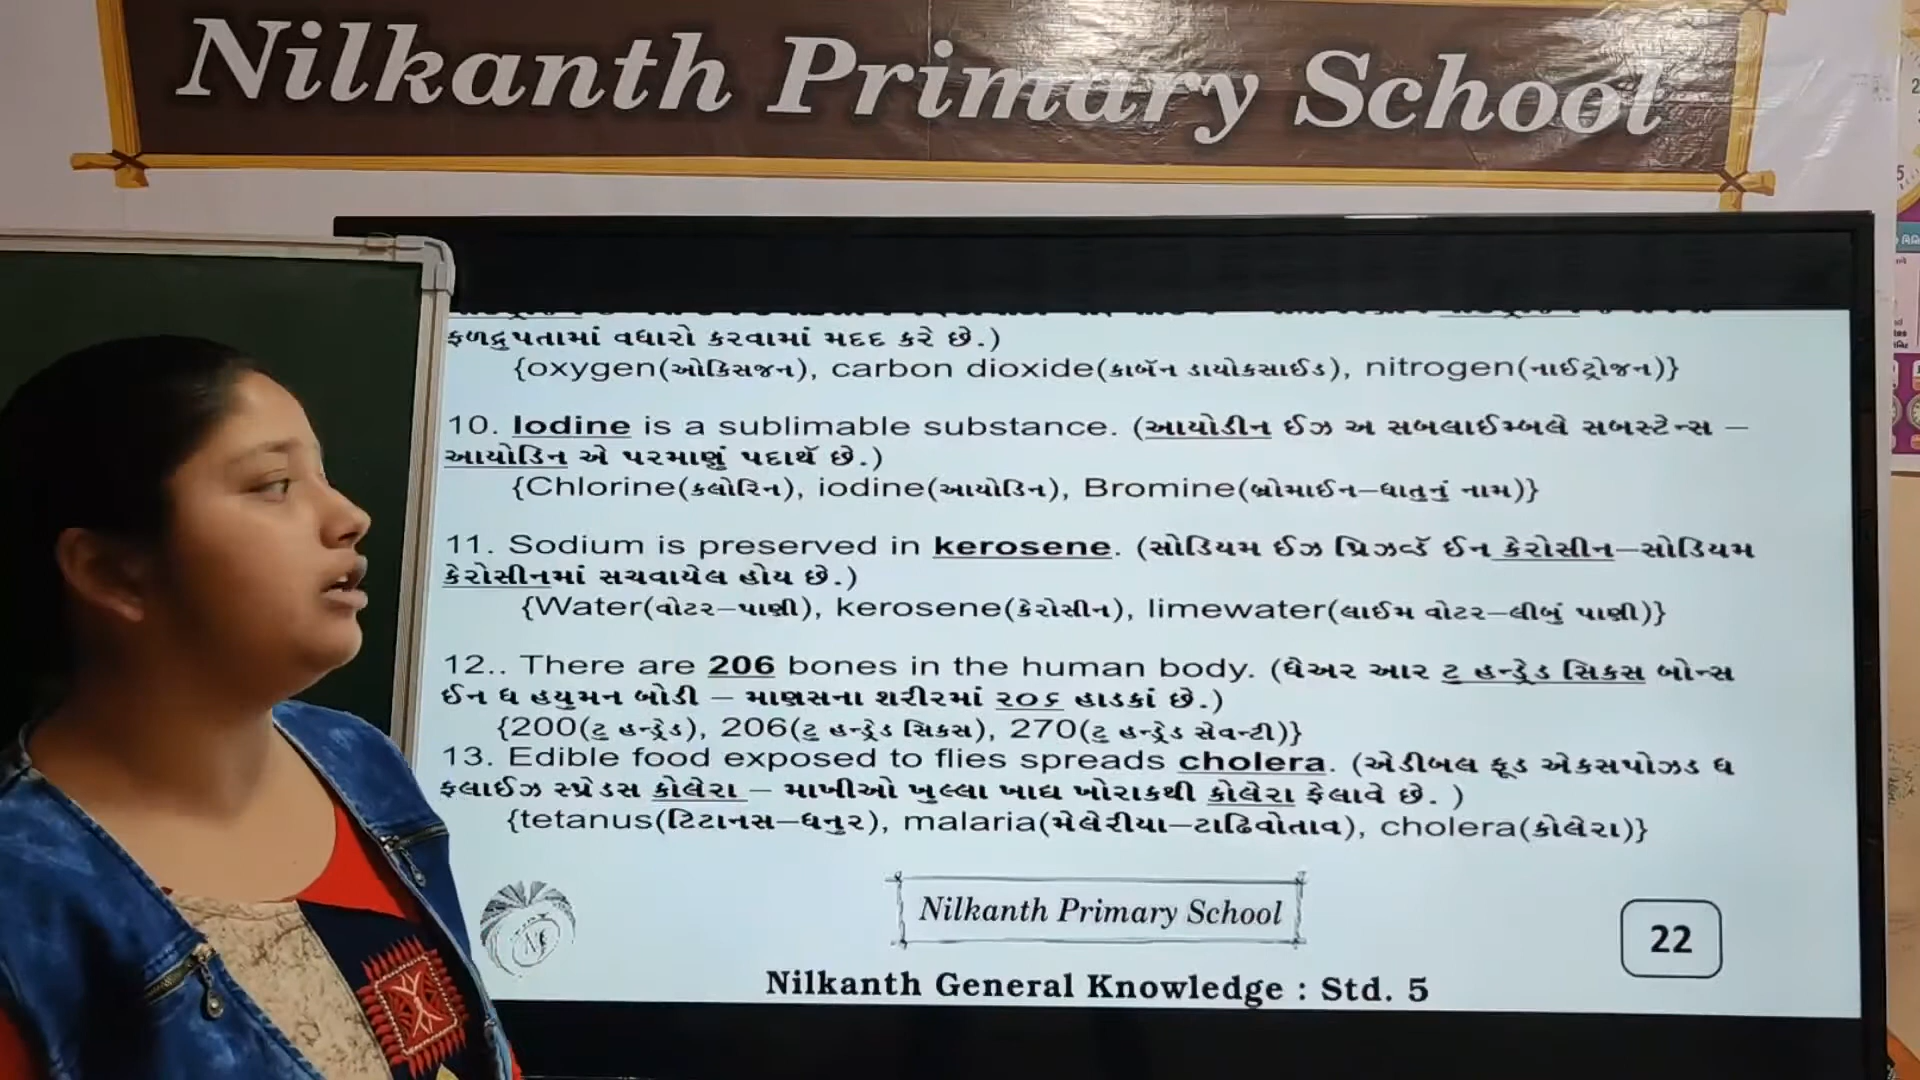 Nilkanth Primary School
ફળદ્રુપતામાં વધારો કરવામાં મદદ કરે છે.)
{oxygen(ઓક્સિજન), carbon dioxide(કાર્બન ડાયોકસાઈડ), nitrogen(નાઈટ્રોજન)}
10. Iodine is a sublimable substance. (આયોડીન ઈઝ અ સબલાઈમ્બલે સબસ્ટેન્સ –
આયોડિન એ પરમાણું પદાર્થ છે.)
{Chlorine(કલોરિન), iodine(આયોડિન), Bromine(બ્રોમાઈન–ધાતુનું નામ)}
11. Sodium is preserved in kerosene. (સોડિયમ ઈઝ પ્રિઝર્વ્ડ ઈન કેરોસીન–સોડિયમ
કેરોસીનમાં સચવાયેલ હોય છે.)
{Water(વોટર–પાણી), kerosene(કેરોસીન), limewater(લાઈમ વોટર–લીબું પાણી)}
12.. There are 206 bones in the human body. (ધેઅર આર ટુ હન્ડ્રેડ સિકસ બોન્સ
ઈન ધ હયુમન બોડી – માણસના શરીરમાં ૨૦૬ હાડકાં છે.)
{200(ટુ હન્ડ્રેડ), 206(ટુ હન્ડ્રેડ સિકસ), 270(ટુ હન્ડ્રેડ સેવન્ટી)}
13. Edible food exposed to flies spreads cholera. (એડીબલ ફૂડ એકસપોઝડ ધ
ફલાઈઝ સ્પ્રેડસ કોલેરા – માખીઓ ખુલ્લા ખાદ્ય ખોરાકથી કોલેરા ફેલાવે છે. )
{tetanus(ટિટાનસ–ધનુર), malaria(મેલેરીયા–ટાઢિવોતાવ), cholera(કોલેરા)}
Nilkanth Primary School
22
Nilkanth General Knowledge : Std. 5